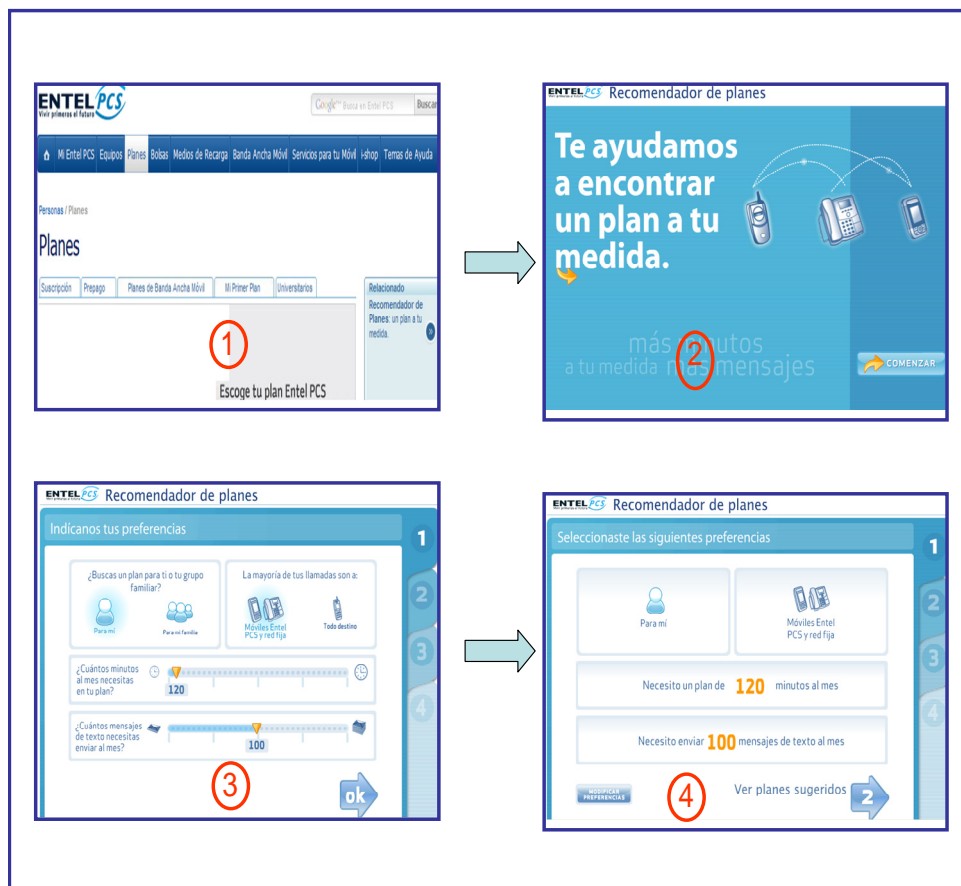 ENTEL PCS
Vivir primeros el futuro
Google Busca en Entel PCS Buscar
Mi Entel PCS Equipos Planes Bolsas Medios de Recarga Banda Ancha Móvil Servicios para tu Móvil i-shop Temas de Ayuda
Personas / Planes
Planes
Suscripción Prepago Planes de Banda Ancha Móvil Mi Primer Plan Universitarios
Relacionado
Recomendador de
Planes: un plan a tu
medida.
1
Escoge tu plan Entel PCS
ENTEL PCS Recomendador de planes
Te ayudamos
a encontrar
un plan a tu
medida.
más minutos
a tu medida más mensajes
2
COMENZAR
ENTEL PCS Recomendador de planes
Indícanos tus preferencias
1
2
3
4
¿Buscas un plan para ti o tu grupo
familiar?
Para mí Para mi familia
La mayoría de tus llamadas son a:
Móviles Entel
PCS y red fija
Todo destino
¿Cuántos minutos
al mes necesitas
en tu plan?
120
¿Cuántos mensajes
de texto necesitas
enviar al mes?
100
3
ok
ENTEL PCS Recomendador de planes
Seleccionaste las siguientes preferencias
1
2
3
4
Para mí
Móviles Entel
PCS y red fija
Necesito un plan de 120 minutos al mes
Necesito enviar 100 mensajes de texto al mes
MODIFICAR
PREFERENCIAS
4
Ver planes sugeridos 2